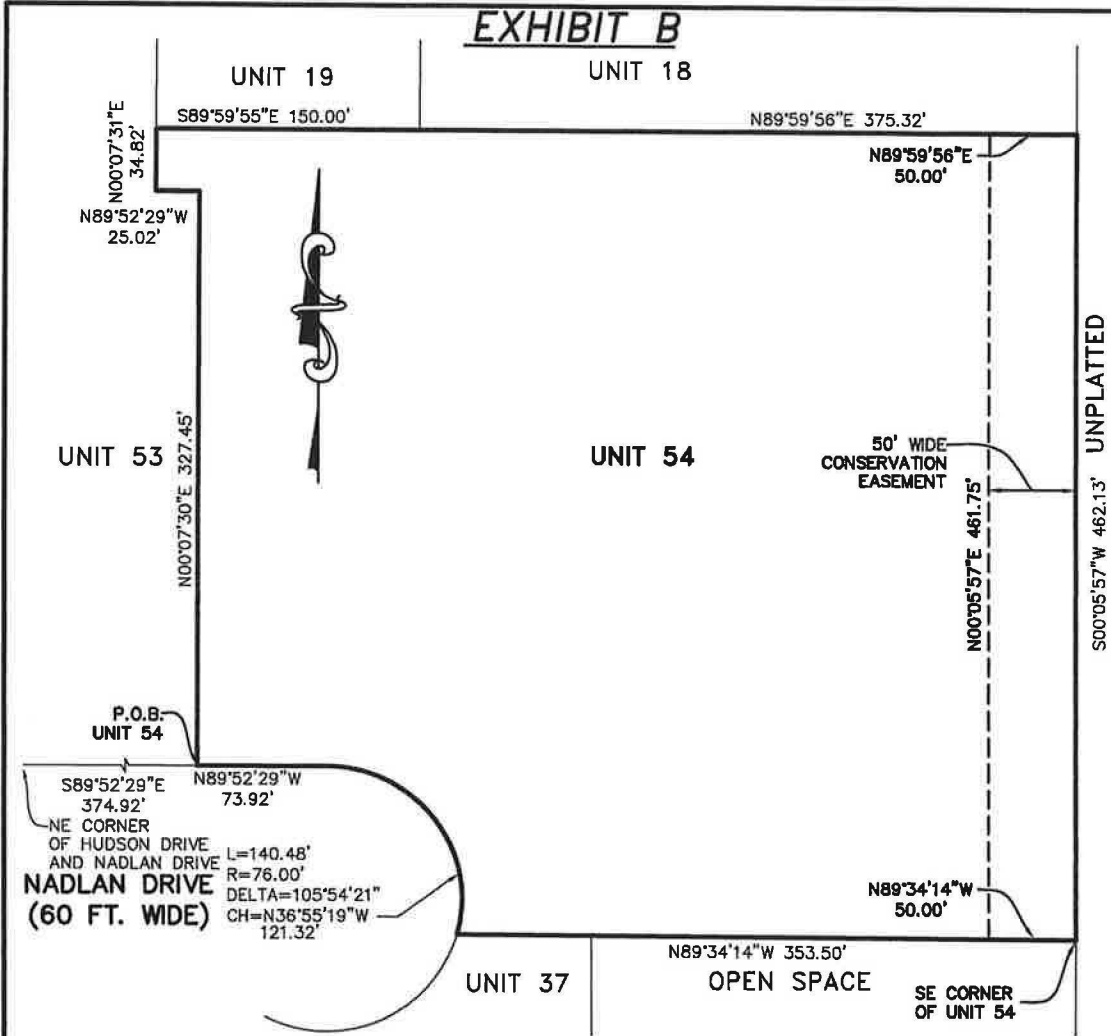 EXHIBIT B
UNIT 19
UNIT 18
S89°59'55"E 150.00'
N89°59'56"E 375.32'
N00°07'31"E
34.82'
N89°59'56"E
50.00'
N89°52'29"W
25.02'
UNIT 53
N00°07'30"E 327.45'
UNIT 54
50' WIDE
CONSERVATION
EASEMENT
N00°05'57"E 461.75'
UNPLATTED
S00°05'57"W 462.13'
P.O.B.
UNIT 54
S89°52'29"E
374.92'
N89°52'29"W
73.92'
NE CORNER
OF HUDSON DRIVE
AND NADLAN DRIVE
NADLAN DRIVE
(60 FT. WIDE)
L=140.48'
R=76.00'
DELTA=105°54'21"
CH=N36°55'19"W
121.32'
N89°34'14"W
50.00'
N89°34'14"W 353.50'
UNIT 37
OPEN SPACE
SE CORNER
OF UNIT 54